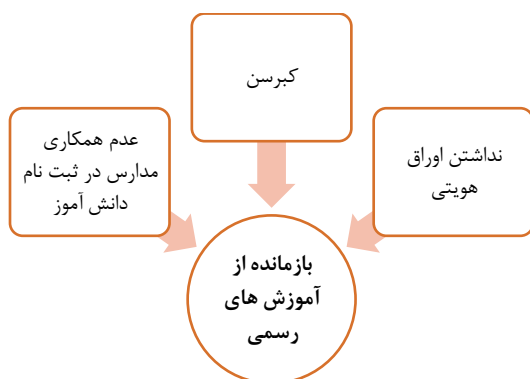 کبرسن
نداشتن اوراق
هویتی
عدم همکاری
مدارس در ثبت نام
دانش آموز
بازمانده از
آموزش های
رسمی